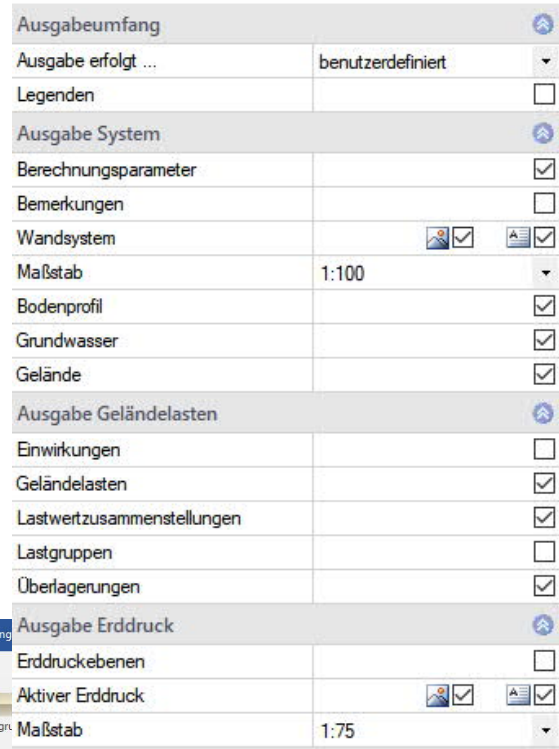 Ausgabeumfang
Ausgabe erfolgt ... benutzerdefiniert
Legenden
Ausgabe System
Berechnungsparameter
Bemerkungen
Wandsystem
Maßstab 1:100
Bodenprofil
Grundwasser
Gelände
Ausgabe Geländelasten
Einwirkungen
Geländelasten
Lastwertzusammenstellungen
Lastgruppen
Überlagerungen
Ausgabe Erddruck
Erddruckebenen
Aktiver Erddruck
Maßstab 1:75